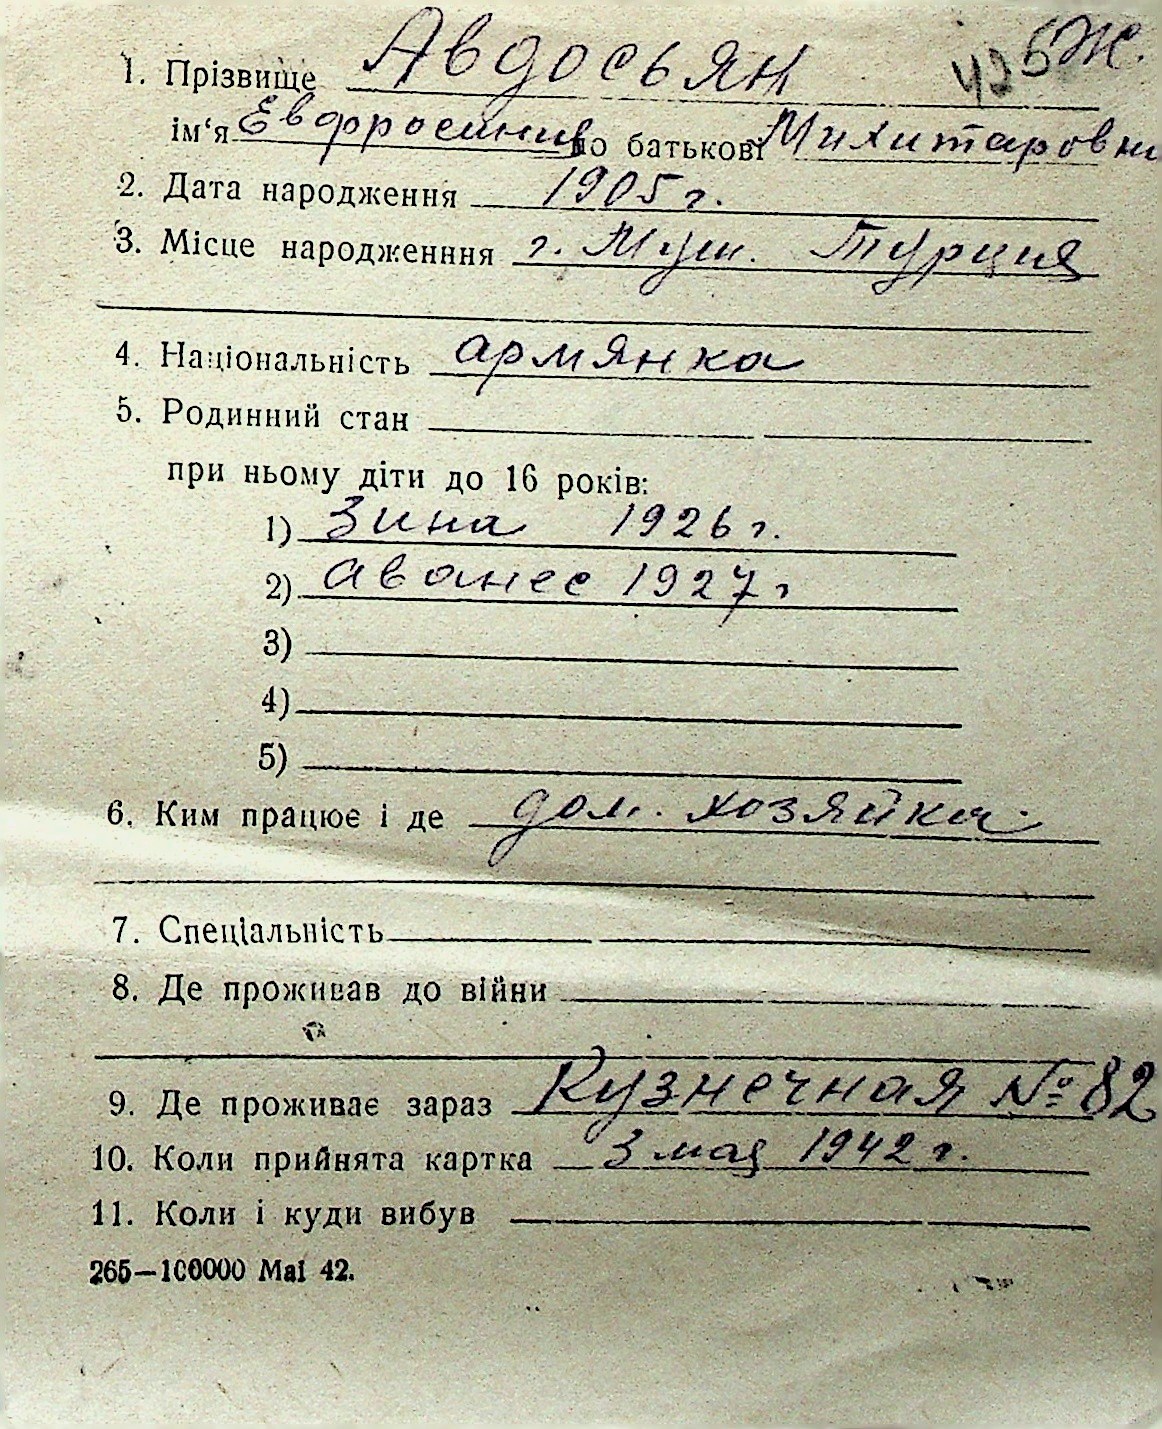 1. Прізвище Авдосьян 425 Ж.
ім‘я Евфросиния по батькові Михитаровна
2. Дата народження 1905 г.
3. Місце народженння г. Муш. Турция
4. Національність армянка
5. Родинний стан
при ньому діти до 16 років:
1) Зина 1926 г.
2) Аванес 1927 г
3)
4)
5)
6. Ким працює і де дом. хозяйка
7. Спеціальність
8. Де проживав до війни
9. Де проживає зараз Кузнечная № 82
10. Коли прийнята картка 3 мая 1942 г.
11. Коли і куди вибув
265—100000 Маі 42.